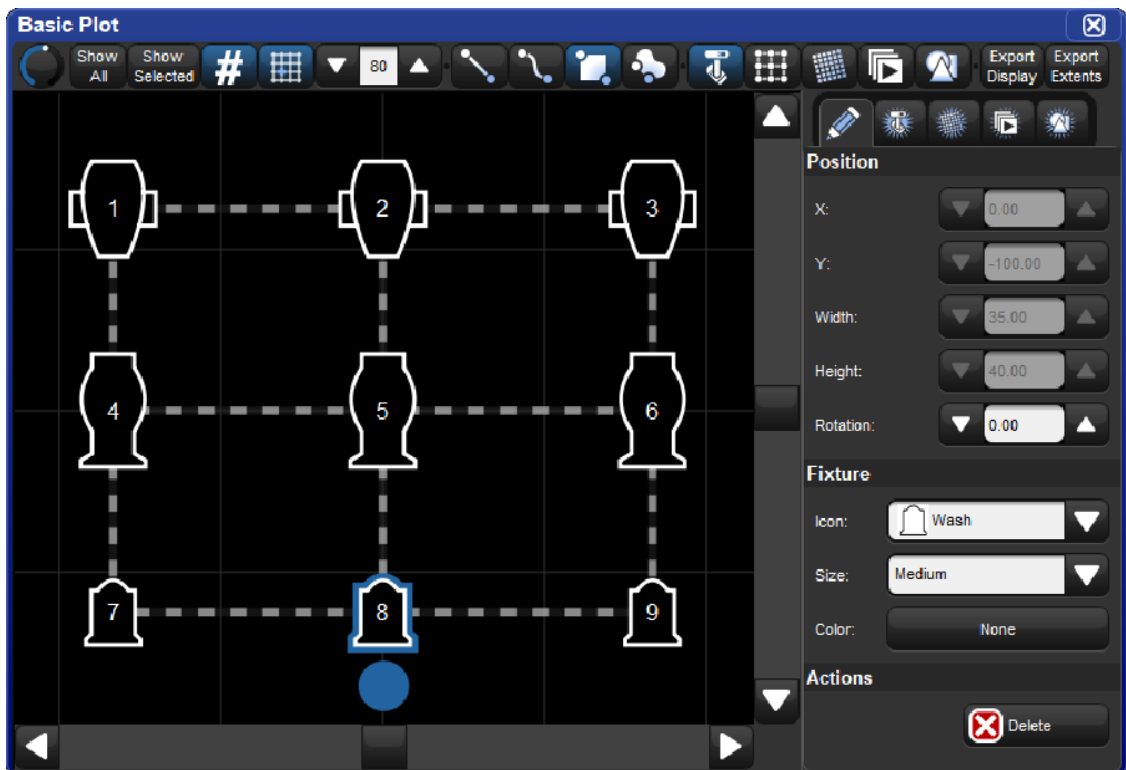 Basic Plot
Show All
Show Selected
#
80
Export Display
Export Extents
1
2
3
4
5
6
7
8
9
Position
X: 0.00
Y: -100.00
Width: 35.00
Height: 40.00
Rotation: 0.00
Fixture
Icon: Wash
Size: Medium
Color: None
Actions
Delete